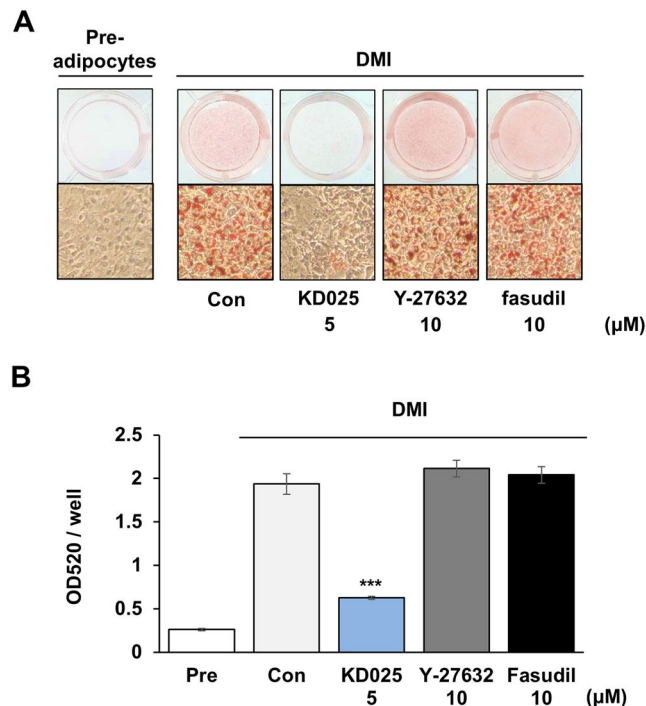 A
Pre-
adipocytes
DMI
Con KD025 Y-27632 fasudil
5 10 10 (μM)
B
DMI
OD520 / well
2.5
2
1.5
1
0.5
0
***
Pre Con KD025 Y-27632 Fasudil
5 10 10 (μM)